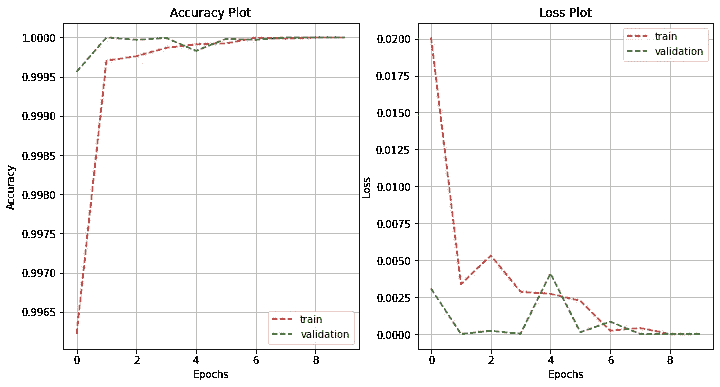 Accuracy Plot
1.0000
0.9995
0.9990
0.9985
0.9980
0.9975
0.9970
0.9965
Accuracy
0 2 4 6 8
Epochs
train
validation
Loss Plot
0.0200
0.0175
0.0150
0.0125
0.0100
0.0075
0.0050
0.0025
0.0000
Loss
0 2 4 6 8
Epochs
train
validation